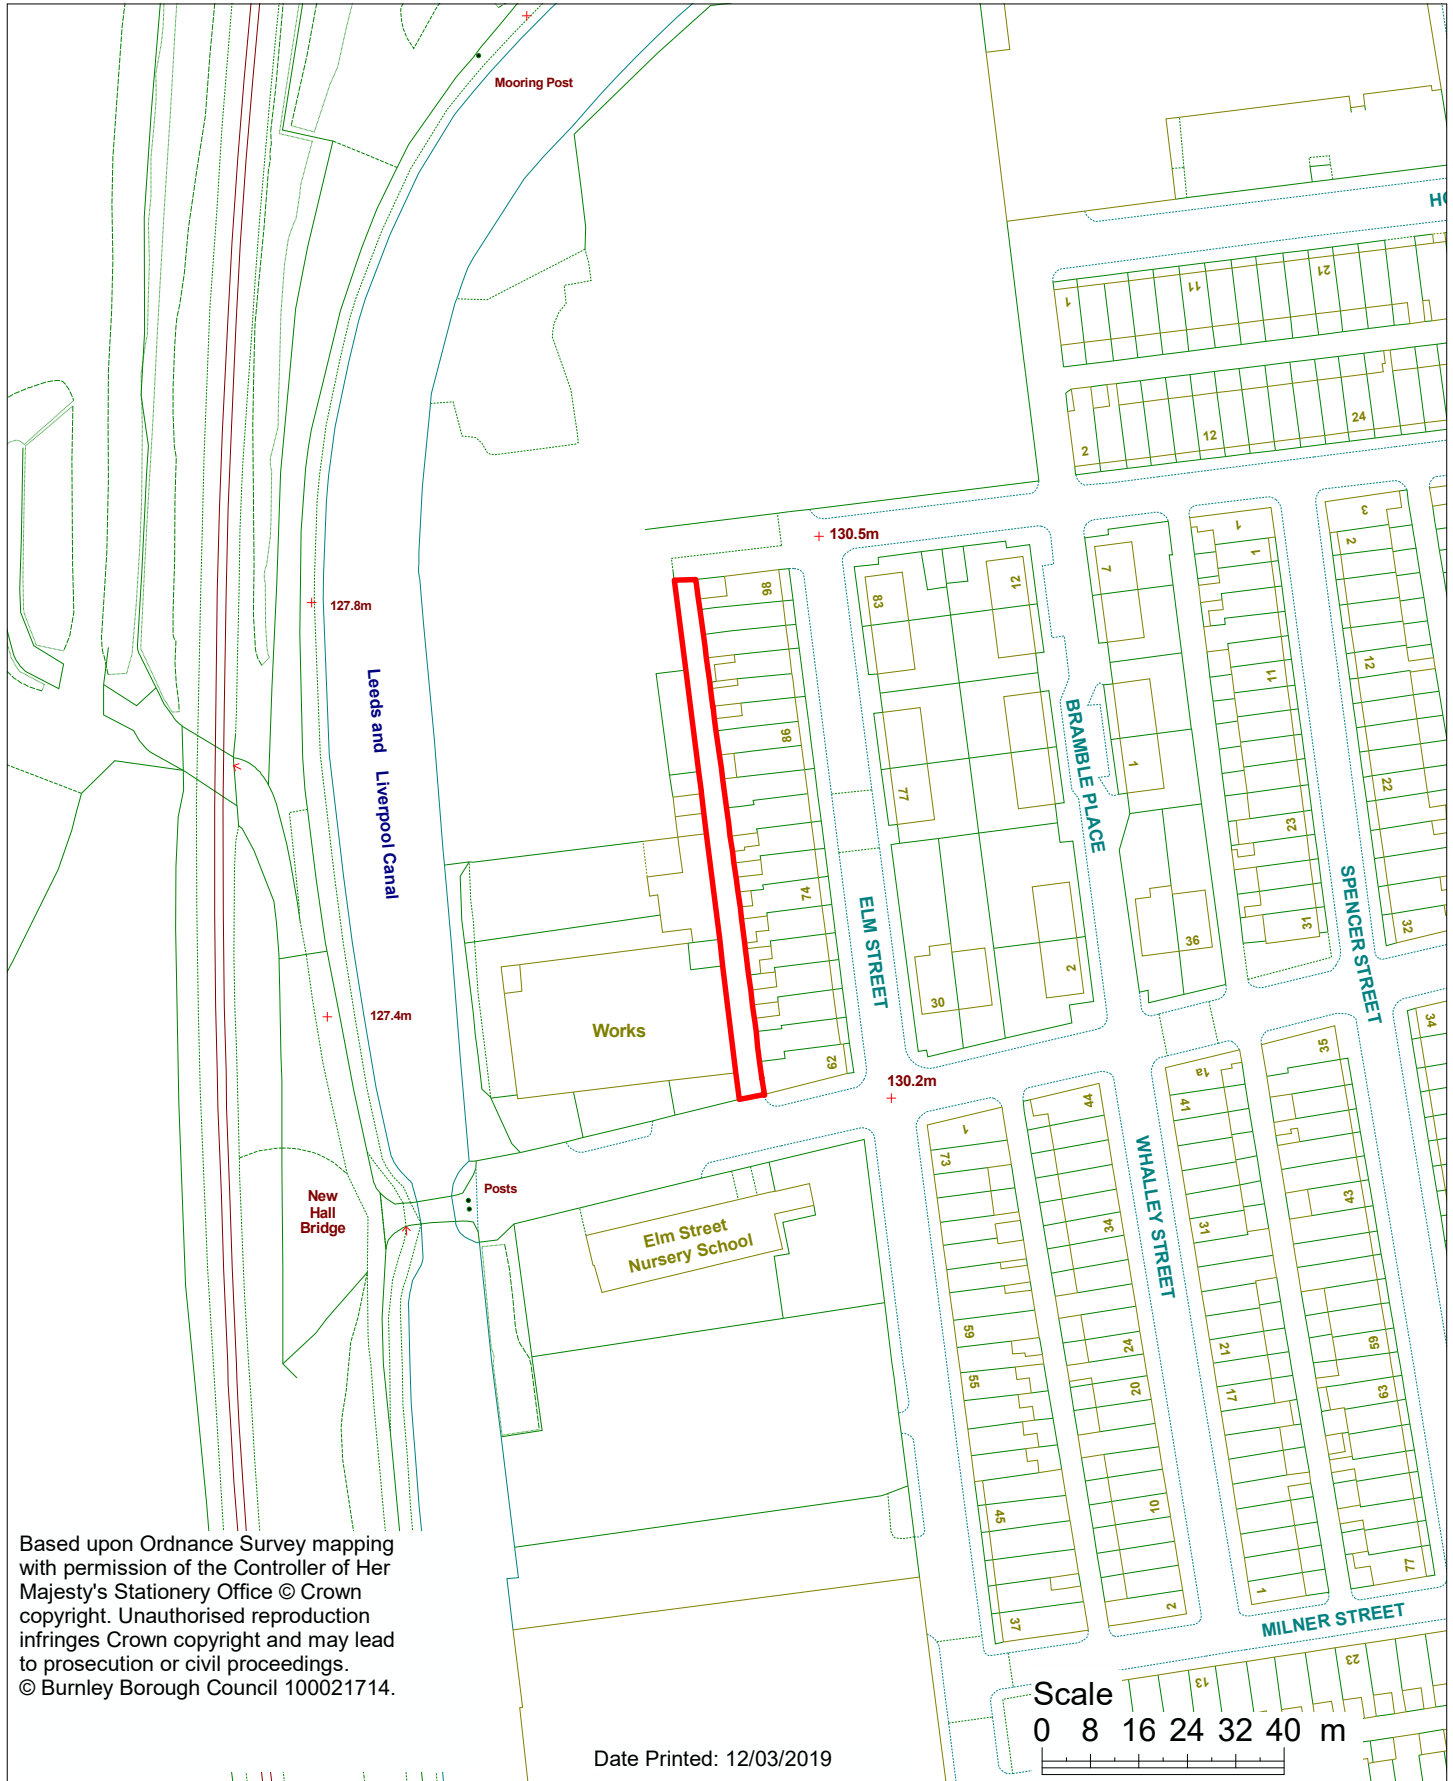 Mooring Post
HO
1
11
21
2
12
24
130.5m
127.8m
Leeds and Liverpool Canal
98
86
74
62
83
77
12
2
30
7
1
36
BRAMBLE PLACE
ELM STREET
1
1
11
23
31
3
2
12
22
32
SPENCER STREET
34
127.4m
Works
130.2m
New
Hall
Bridge
Posts
Elm Street
Nursery School
1
73
59
55
45
37
44
34
24
20
10
2
WHALLEY STREET
1a
41
31
21
17
1
35
43
59
63
77
MILNER STREET
13
23
Based upon Ordnance Survey mapping
with permission of the Controller of Her
Majesty's Stationery Office © Crown
copyright. Unauthorised reproduction
infringes Crown copyright and may lead
to prosecution or civil proceedings.
© Burnley Borough Council 100021714.
Date Printed: 12/03/2019
Scale
0 8 16 24 32 40 m